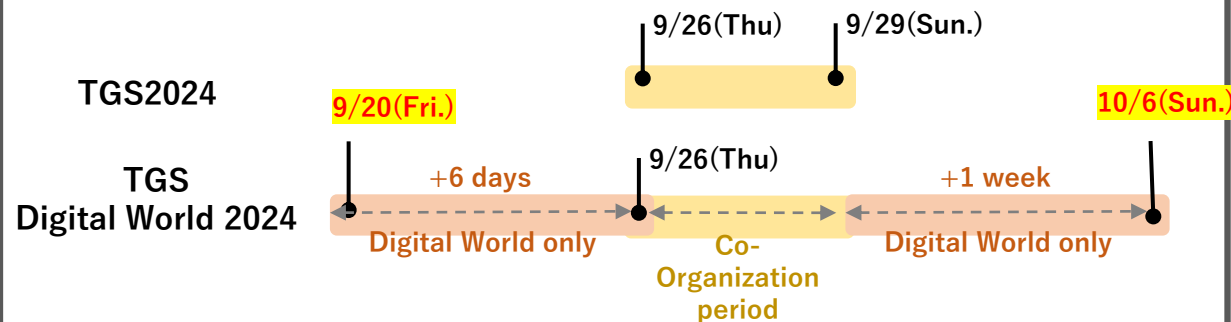 9/26(Thu)
9/29(Sun.)
TGS2024
9/20(Fri.)
10/6(Sun.)
9/26(Thu)
TGS
Digital World 2024
+6 days
+1 week
Digital World only
Co-
Organization
period
Digital World only